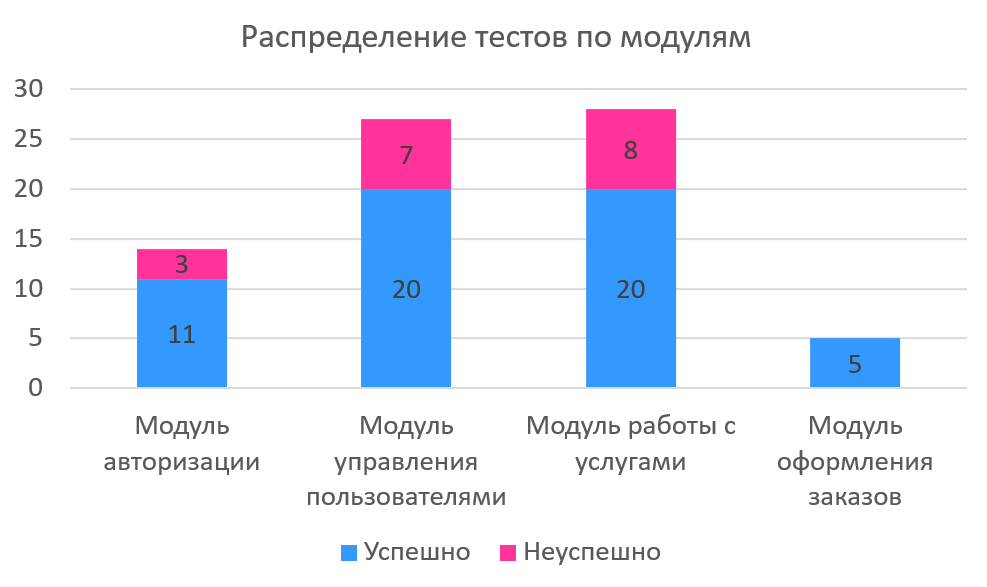 Распределение тестов по модулям
30
25
20
15
10
5
0
3
11
7
20
8
20
5
Модуль
авторизации
Модуль
управления
пользователями
Модуль работы с
услугами
Модуль
оформления
заказов
Успешно
Неуспешно